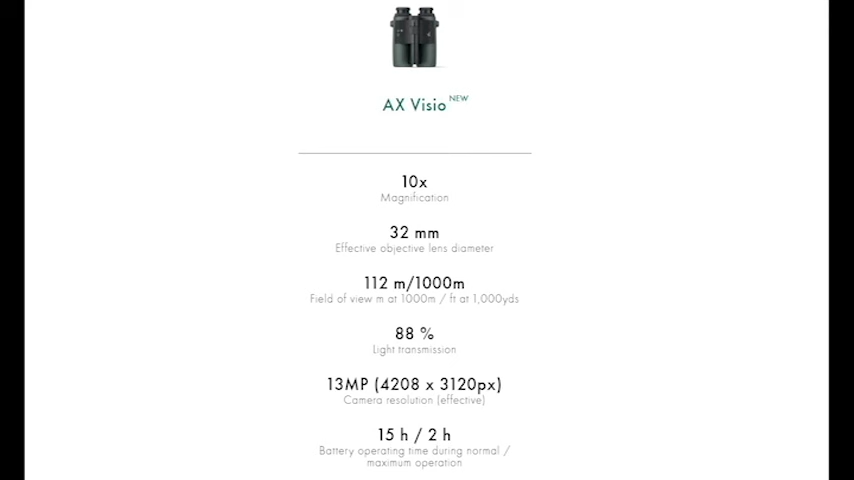 AX Visio NEW
10x
Magnification
32 mm
Effective objective lens diameter
112 m/1000m
Field of view m at 1000m / ft at 1,000yds
88 %
Light transmission
13MP (4208 x 3120px)
Camera resolution (effective)
15 h / 2 h
Battery operating time during normal /
maximum operation